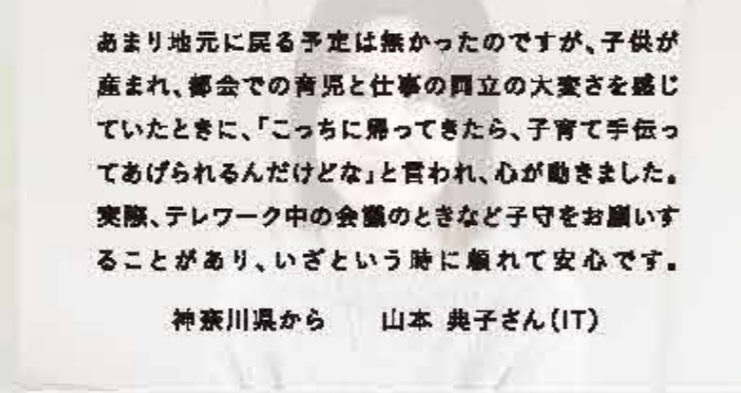 あまり地元に戻る予定は無かったのですが、子供が
産まれ、都会での育児と仕事の両立の大変さを感じ
ていたときに、「こっちに帰ってきたら、子育て手伝っ
てあげられるんだけどな」と言われ、心が動きました。
実際、テレワーク中の会議のときなど子守をお願いす
ることがあり、いざという時に頼れて安心です。
神奈川県から　　山本 典子さん(IT)